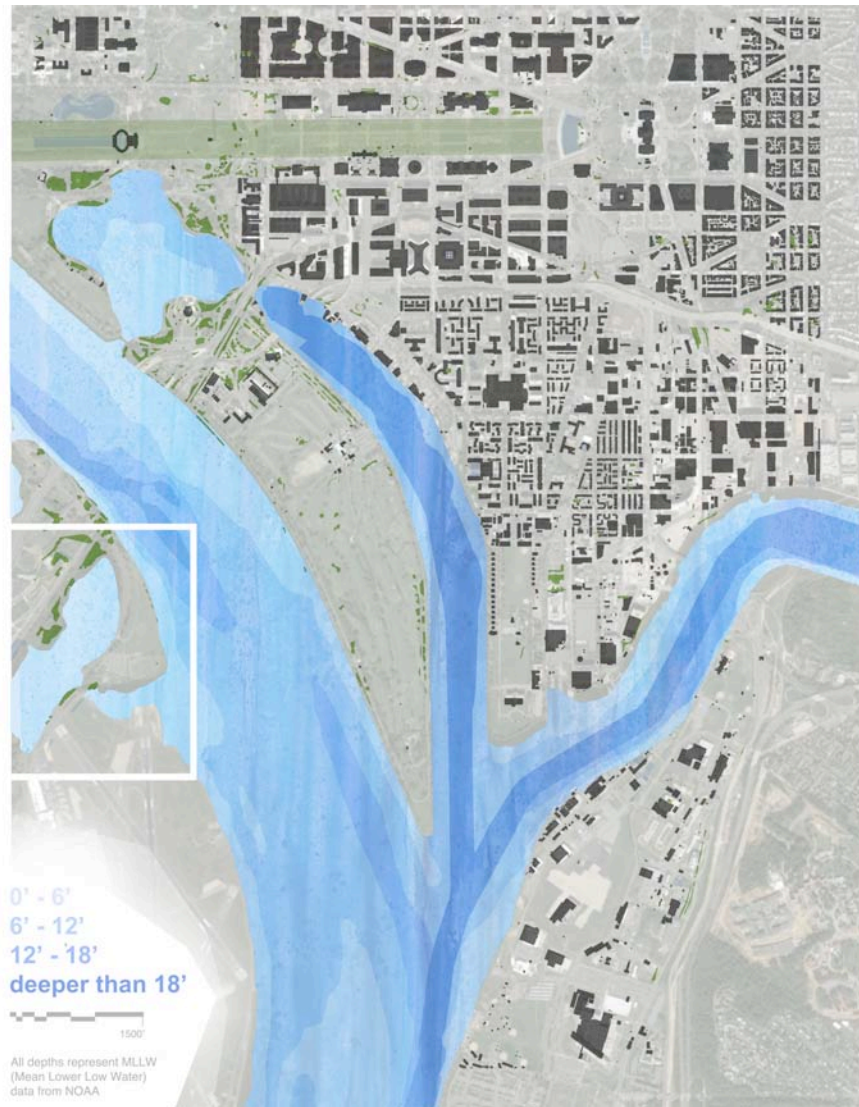 0' - 6'
6' - 12'
12' - 18'
deeper than 18'
1500'
All depths represent MLLW
(Mean Lower Low Water)
data from NOAA